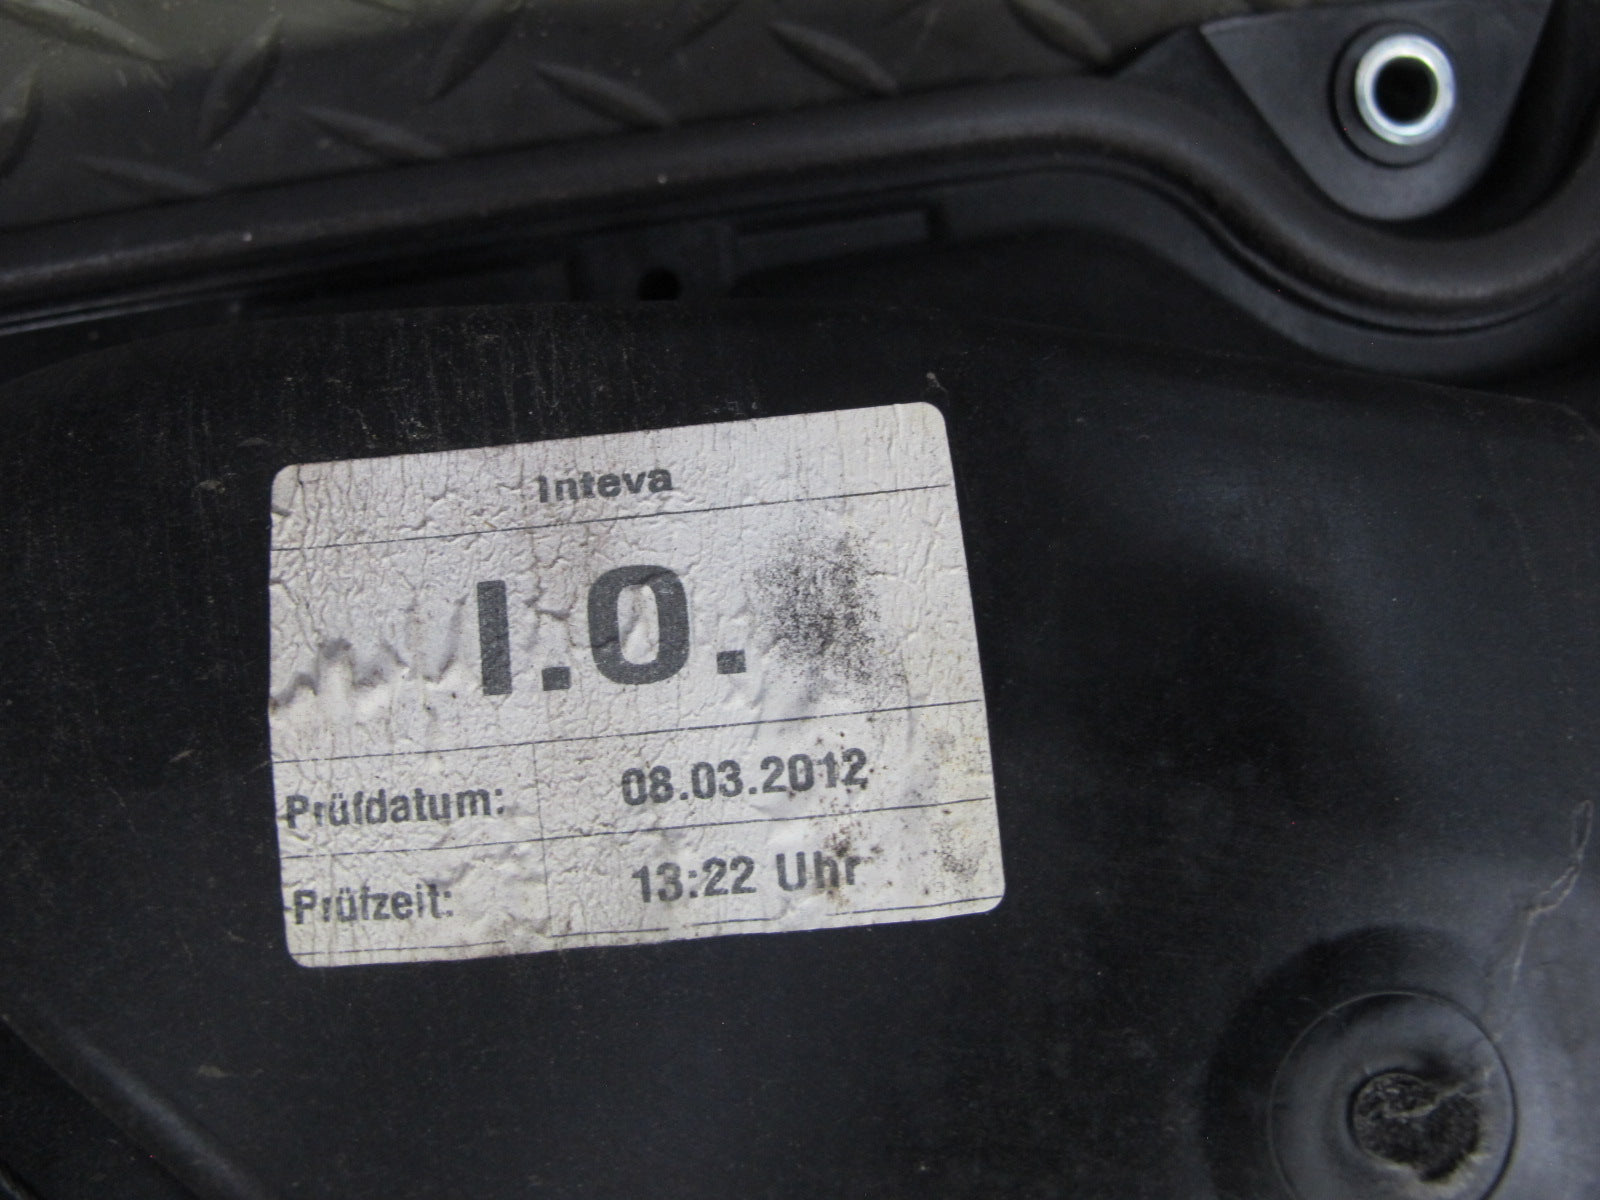 Inteva
I.O.
Prüfdatum: 08.03.2012
Prüfzeit: 13:22 Uhr